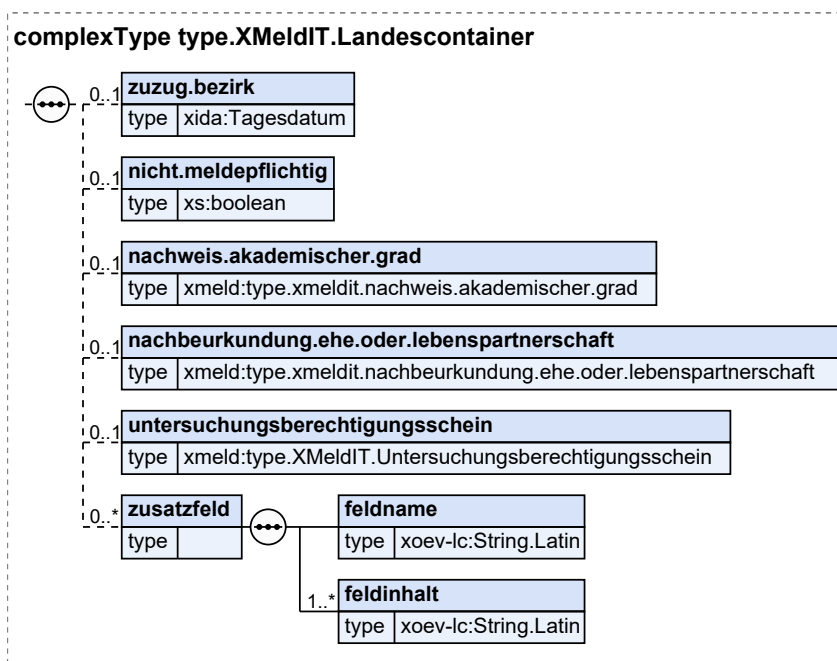 complexType type.XMeldIT.Landescontainer
0..1 zuzug.bezirk
type xida:Tagesdatum
0..1 nicht.meldepflichtig
type xs:boolean
0..1 nachweis.akademischer.grad
type xmeld:type.xmeldit.nachweis.akademischer.grad
0..1 nachbeurkundung.ehe.oder.lebenspartnerschaft
type xmeld:type.xmeldit.nachbeurkundung.ehe.oder.lebenspartnerschaft
0..1 untersuchungsberechtigungsschein
type xmeld:type.XMeldIT.Untersuchungsberechtigungsschein
0..* zusatzfeld
type
feldname
type xoev-lc:String.Latin
1..* feldinhalt
type xoev-lc:String.Latin